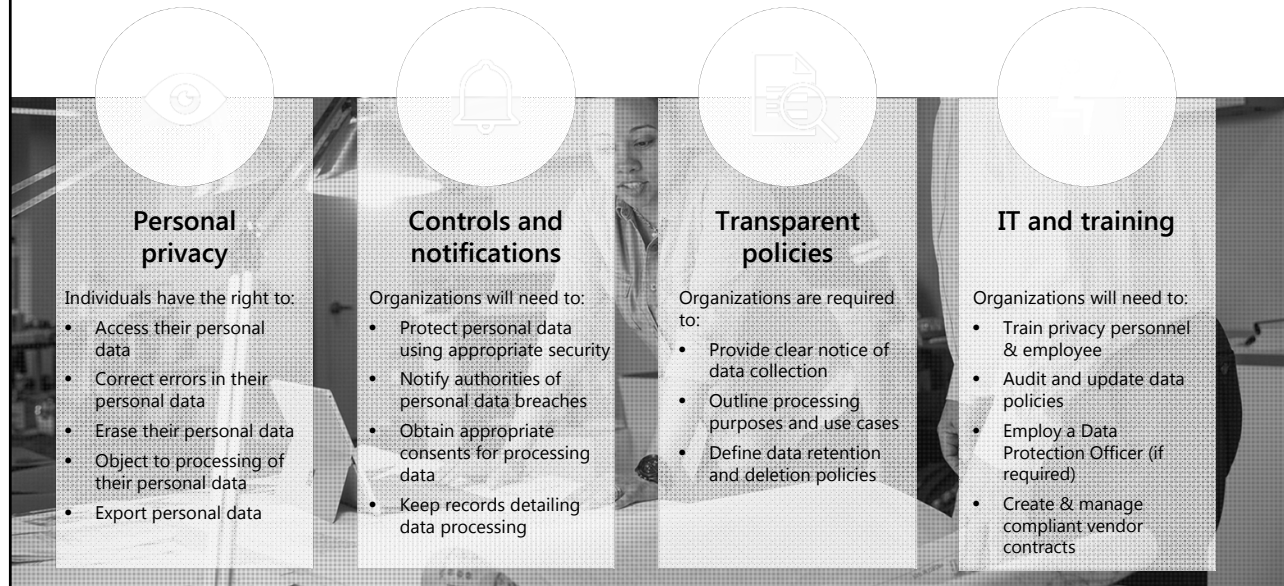 Personal
privacy
Individuals have the right to:
• Access their personal
data
• Correct errors in their
personal data
• Erase their personal data
• Object to processing of
their personal data
• Export personal data
Controls and
notifications
Organizations will need to:
• Protect personal data
using appropriate security
• Notify authorities of
personal data breaches
• Obtain appropriate
consents for processing
data
• Keep records detailing
data processing
Transparent
policies
Organizations are required
to:
• Provide clear notice of
data collection
• Outline processing
purposes and use cases
• Define data retention
and deletion policies
IT and training
Organizations will need to:
• Train privacy personnel
& employee
• Audit and update data
policies
• Employ a Data
Protection Officer (if
required)
• Create & manage
compliant vendor
contracts